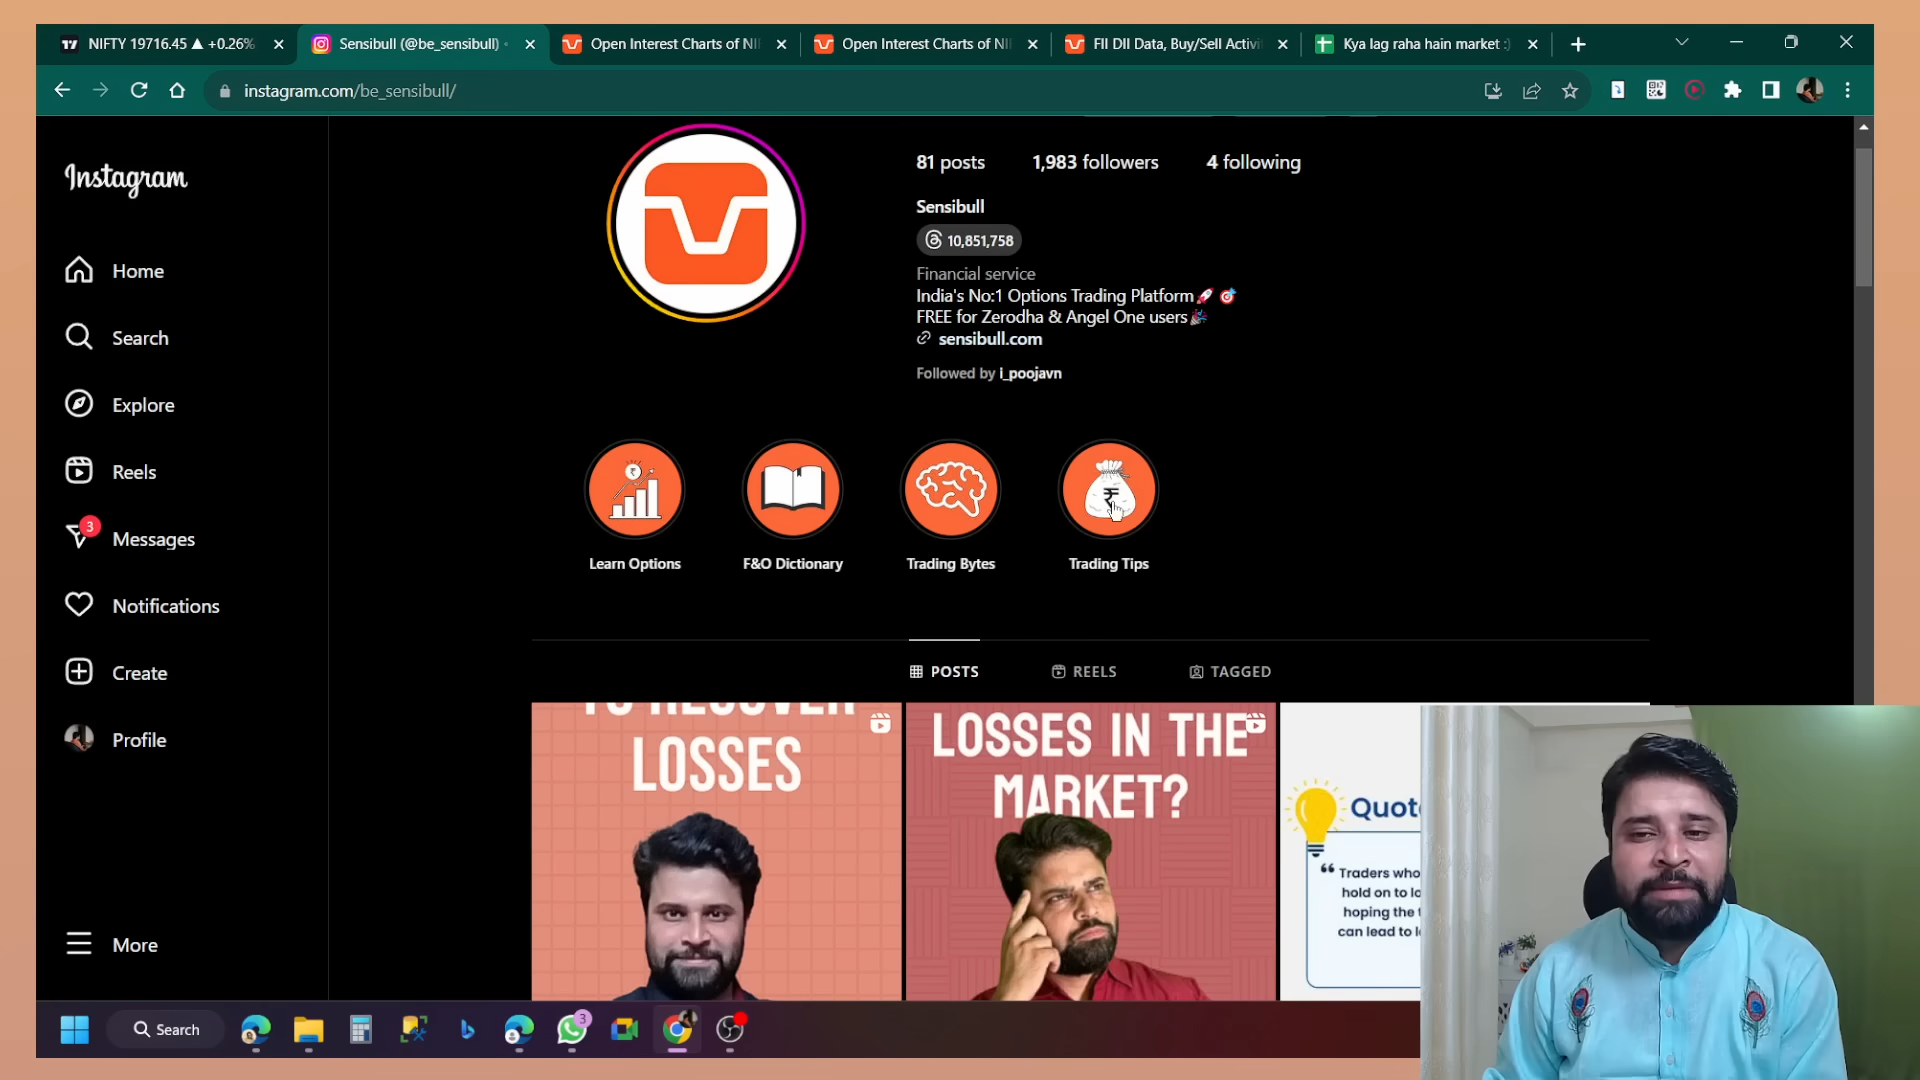 NIFTY 19716.45 ▲ +0.26%
Sensibull (@be_sensibull)
Open Interest Charts of NI
Open Interest Charts of NI
FII DII Data, Buy/Sell Activi
Kya lag raha hain market :)
instagram.com/be_sensibull/
Instagram
Home
Search
Explore
Reels
3
Messages
Notifications
Create
Profile
More
81 posts
1,983 followers
4 following
Sensibull
10,851,758
Financial service
India's No:1 Options Trading Platform🚀 🎯
FREE for Zerodha & Angel One users🎉
sensibull.com
Followed by i_poojavn
Learn Options
F&O Dictionary
Trading Bytes
Trading Tips
POSTS
REELS
TAGGED
TO RECOVER
LOSSES
LOSSES IN THE
MARKET?
Quot
“ Traders who
hold on to lo
hoping the t
can lead to l
Search
3